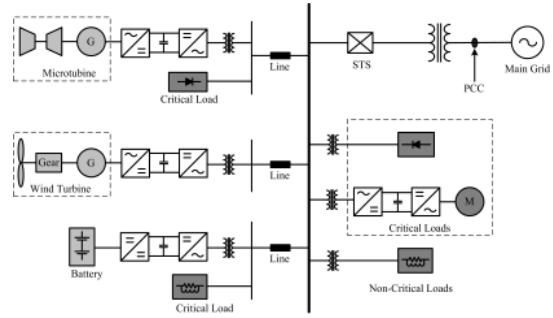 G
Microtubine
Critical Load
Line
STS
PCC
Main Grid
Gear
G
Wind Turbine
Line
M
Critical Loads
Battery
Critical Load
Line
Non-Critical Loads